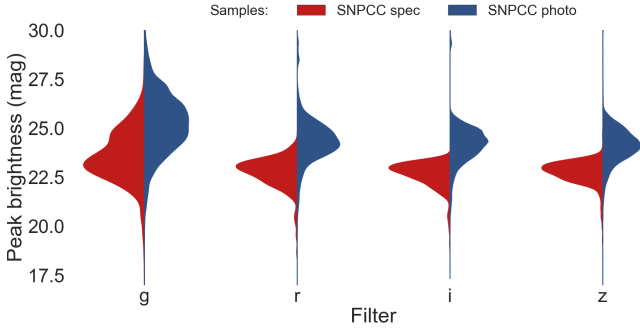 Samples: SNPCC spec SNPCC photo
30.0
27.5
25.0
22.5
20.0
17.5
Peak brightness (mag)
g r i z
Filter